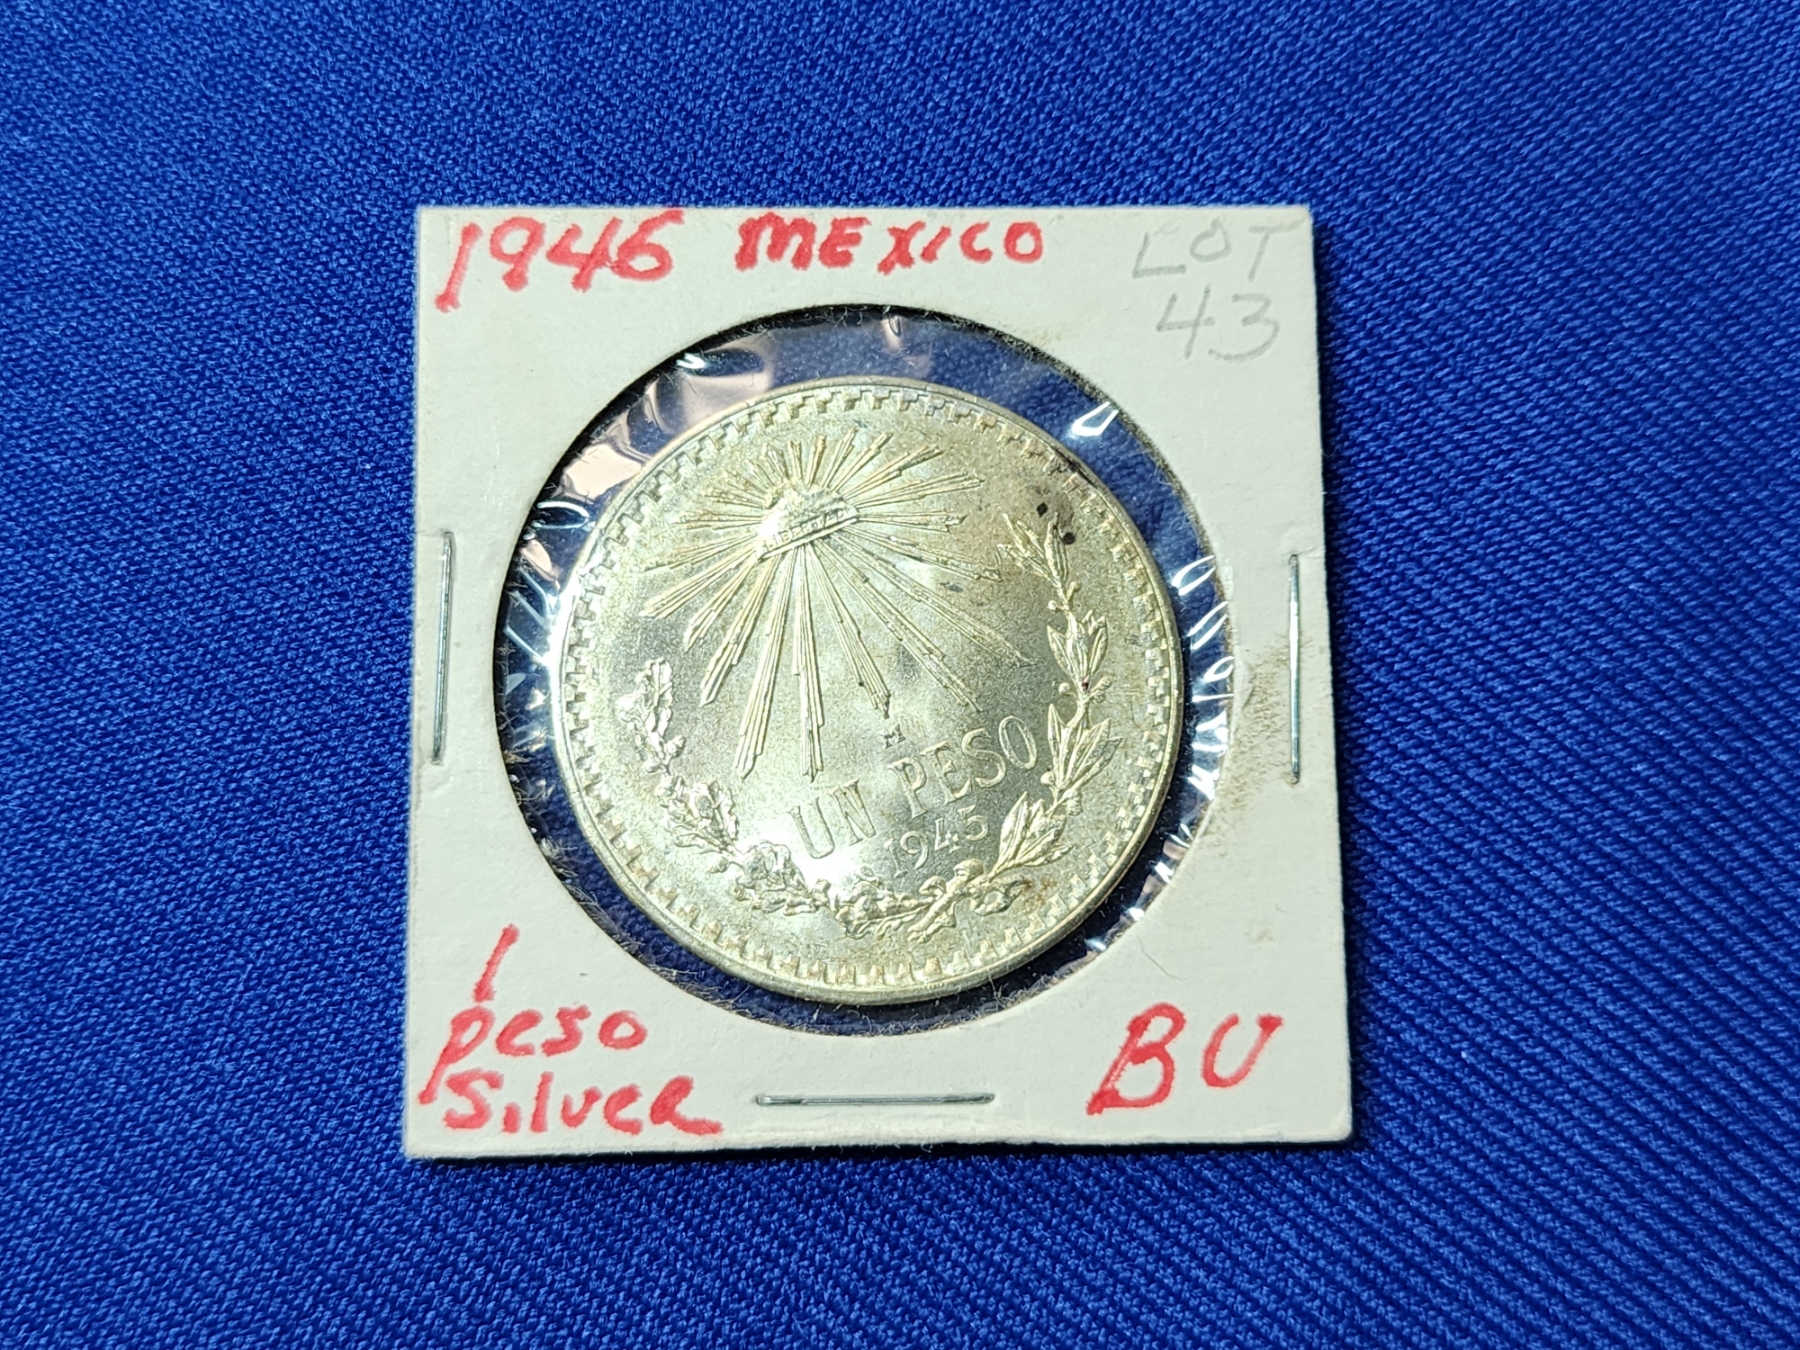 1946 MEXICO
LOT
43
M
UN PESO
1945
1
peso
Silver
BU